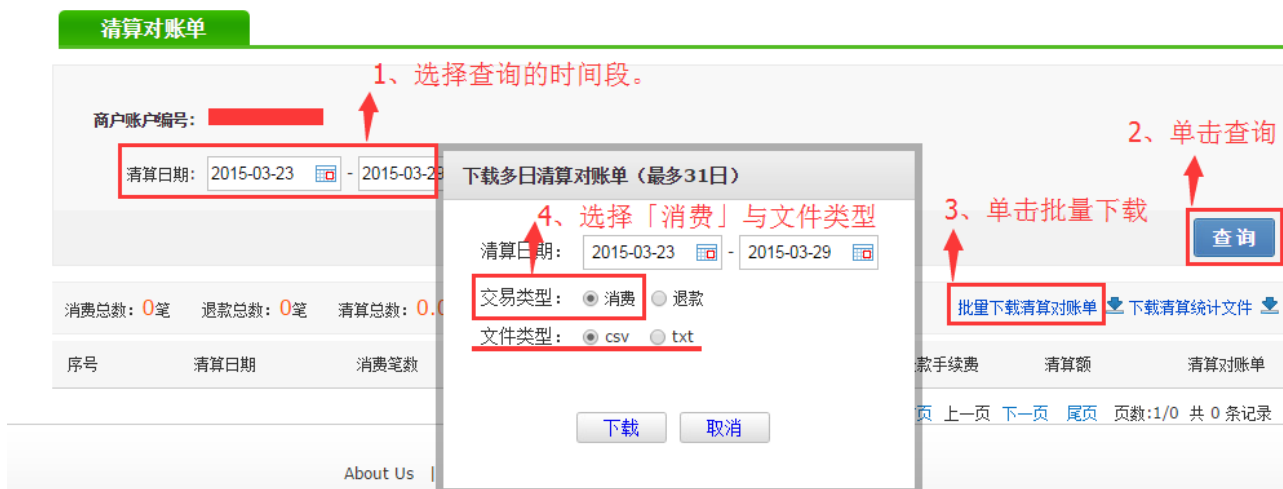 清算对账单
1、选择查询的时间段。
商户账户编号:
2、单击查询
清算日期: 2015-03-23 - 2015-03-29
下载多日清算对账单（最多31日）
4、选择「消费」与文件类型
3、单击批量下载
查询
清算日期: 2015-03-23 - 2015-03-29
交易类型: 消费 退款
消费总数: 0笔 退款总数: 0笔 清算总数: 0.0
批量下载清算对账单 下载清算统计文件
文件类型: csv txt
序号 清算日期 消费笔数 款手续费 清算额 清算对账单
页 上一页 下一页 尾页 页数:1/0 共 0 条记录
下载 取消
About Us |